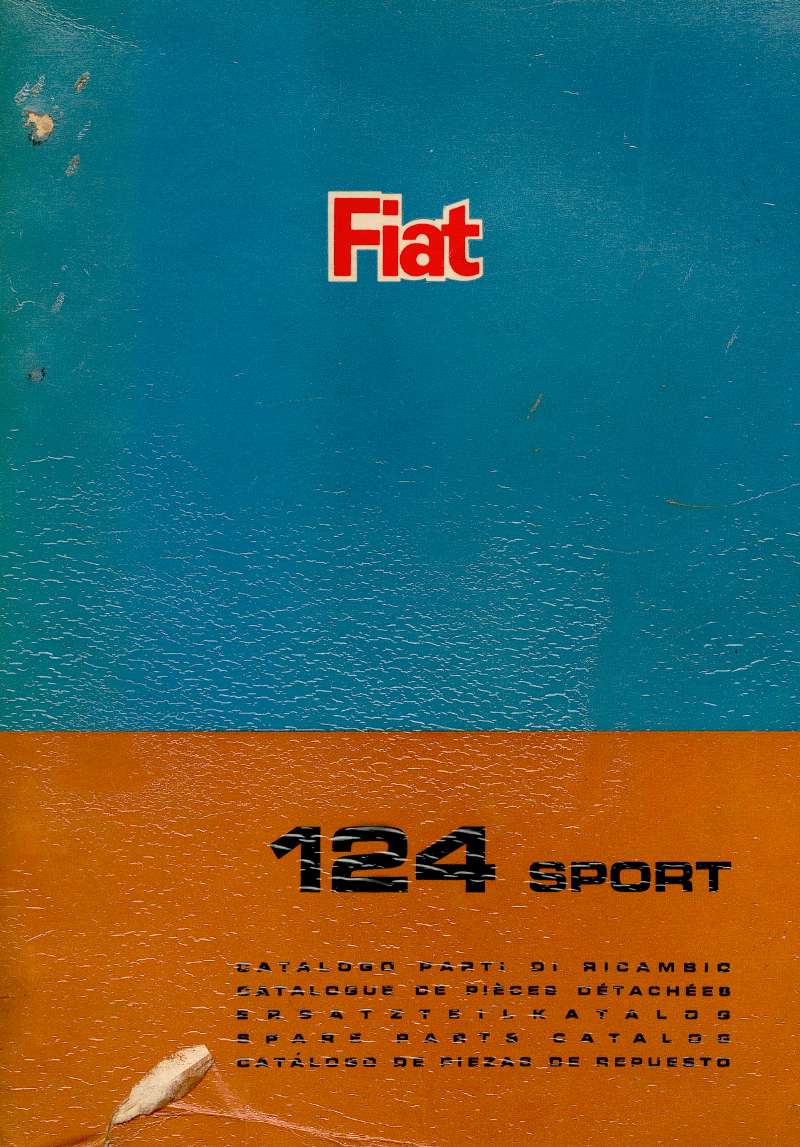 Fiat
124 SPORT
CATALOGO PARTI DI RICAMBIO
CATALOGUE DE PIÈCES DÉTACHÉES
ERSATZTEILKATALOG
SPARE PARTS CATALOG
CATÁLOGO DE PIEZAS DE REPUESTO